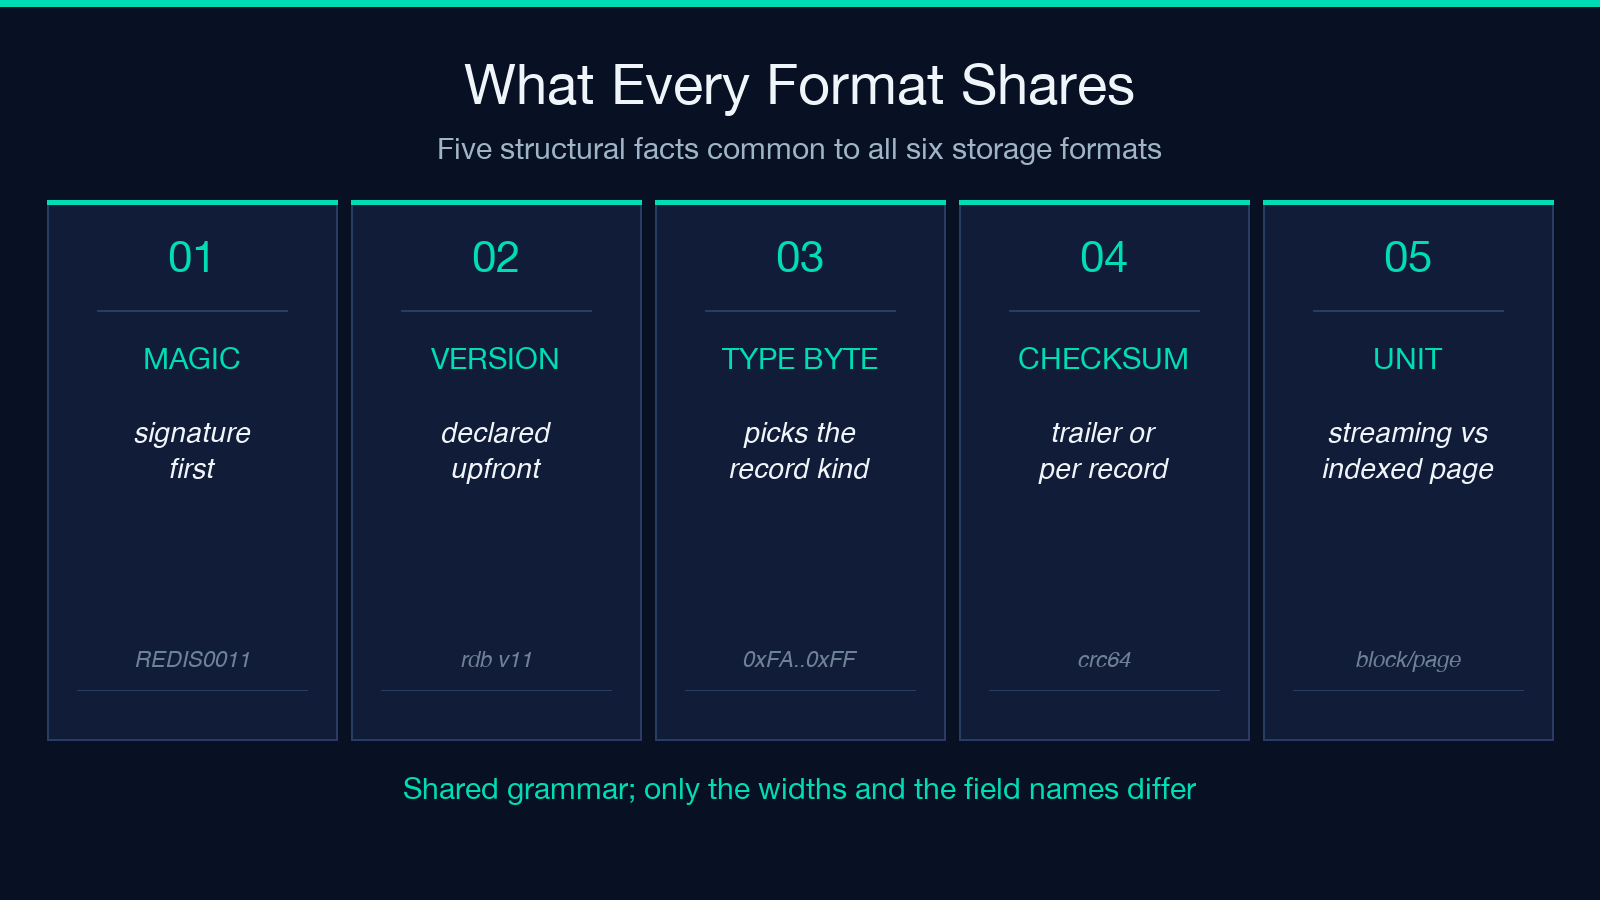 What Every Format Shares
Five structural facts common to all six storage formats
01
MAGIC
signature
first
REDIS0011
02
VERSION
declared
upfront
rdb v11
03
TYPE BYTE
picks the
record kind
0xFA..0xFF
04
CHECKSUM
trailer or
per record
crc64
05
UNIT
streaming vs
indexed page
block/page
Shared grammar; only the widths and the field names differ